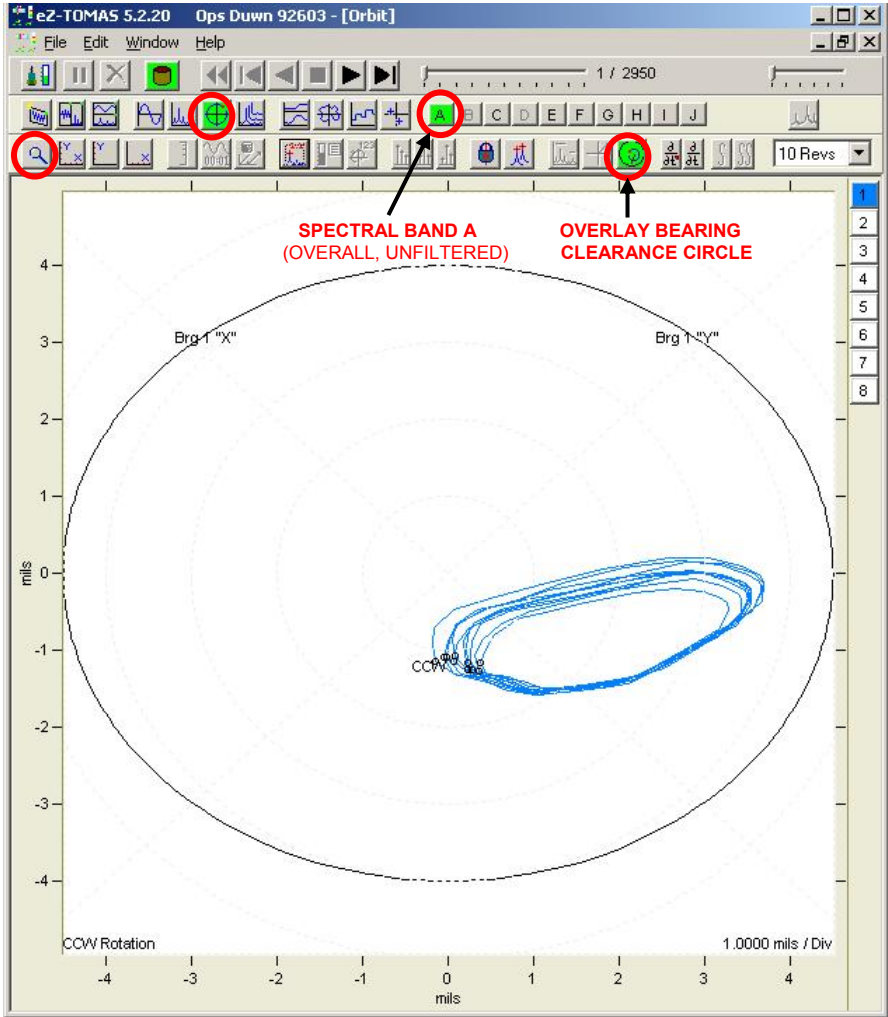 eZ-TOMAS 5.2.20 Ops Duwn 92603 - [Orbit]
File Edit Window Help
1 / 2950
A B C D E F G H I J
10 Revs
SPECTRAL BAND A
(OVERALL, UNFILTERED)
OVERLAY BEARING
CLEARANCE CIRCLE
1
2
3
4
5
6
7
8
Brg 1 "X"
Brg 1 "Y"
4
3
2
1
0
-1
-2
-3
-4
mils
CCW
CCW Rotation
1.0000 mils / Div
-4 -3 -2 -1 0 1 2 3 4
mils